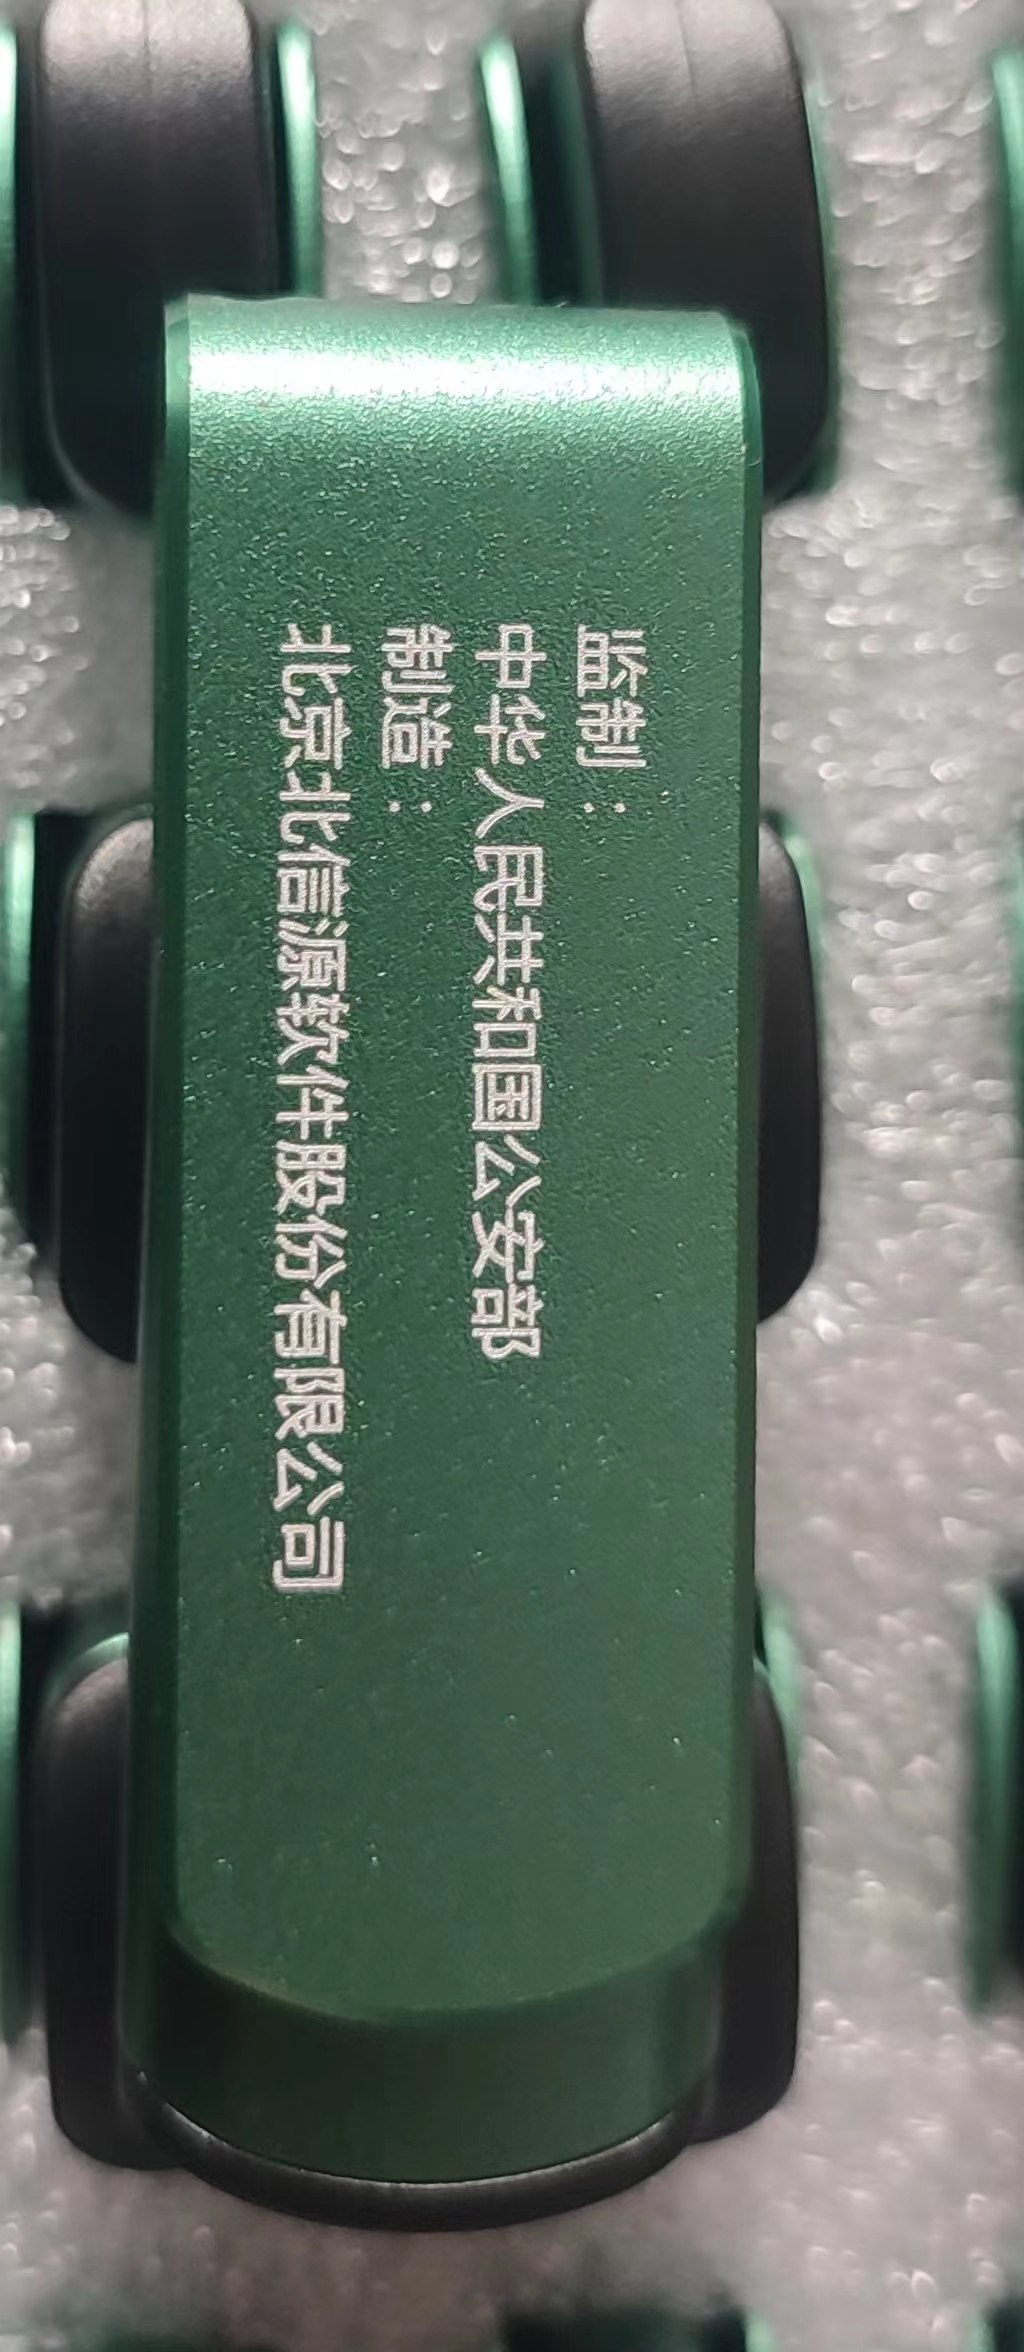 监制：
中华人民共和国公安部
制造：
北京北信源软件股份有限公司